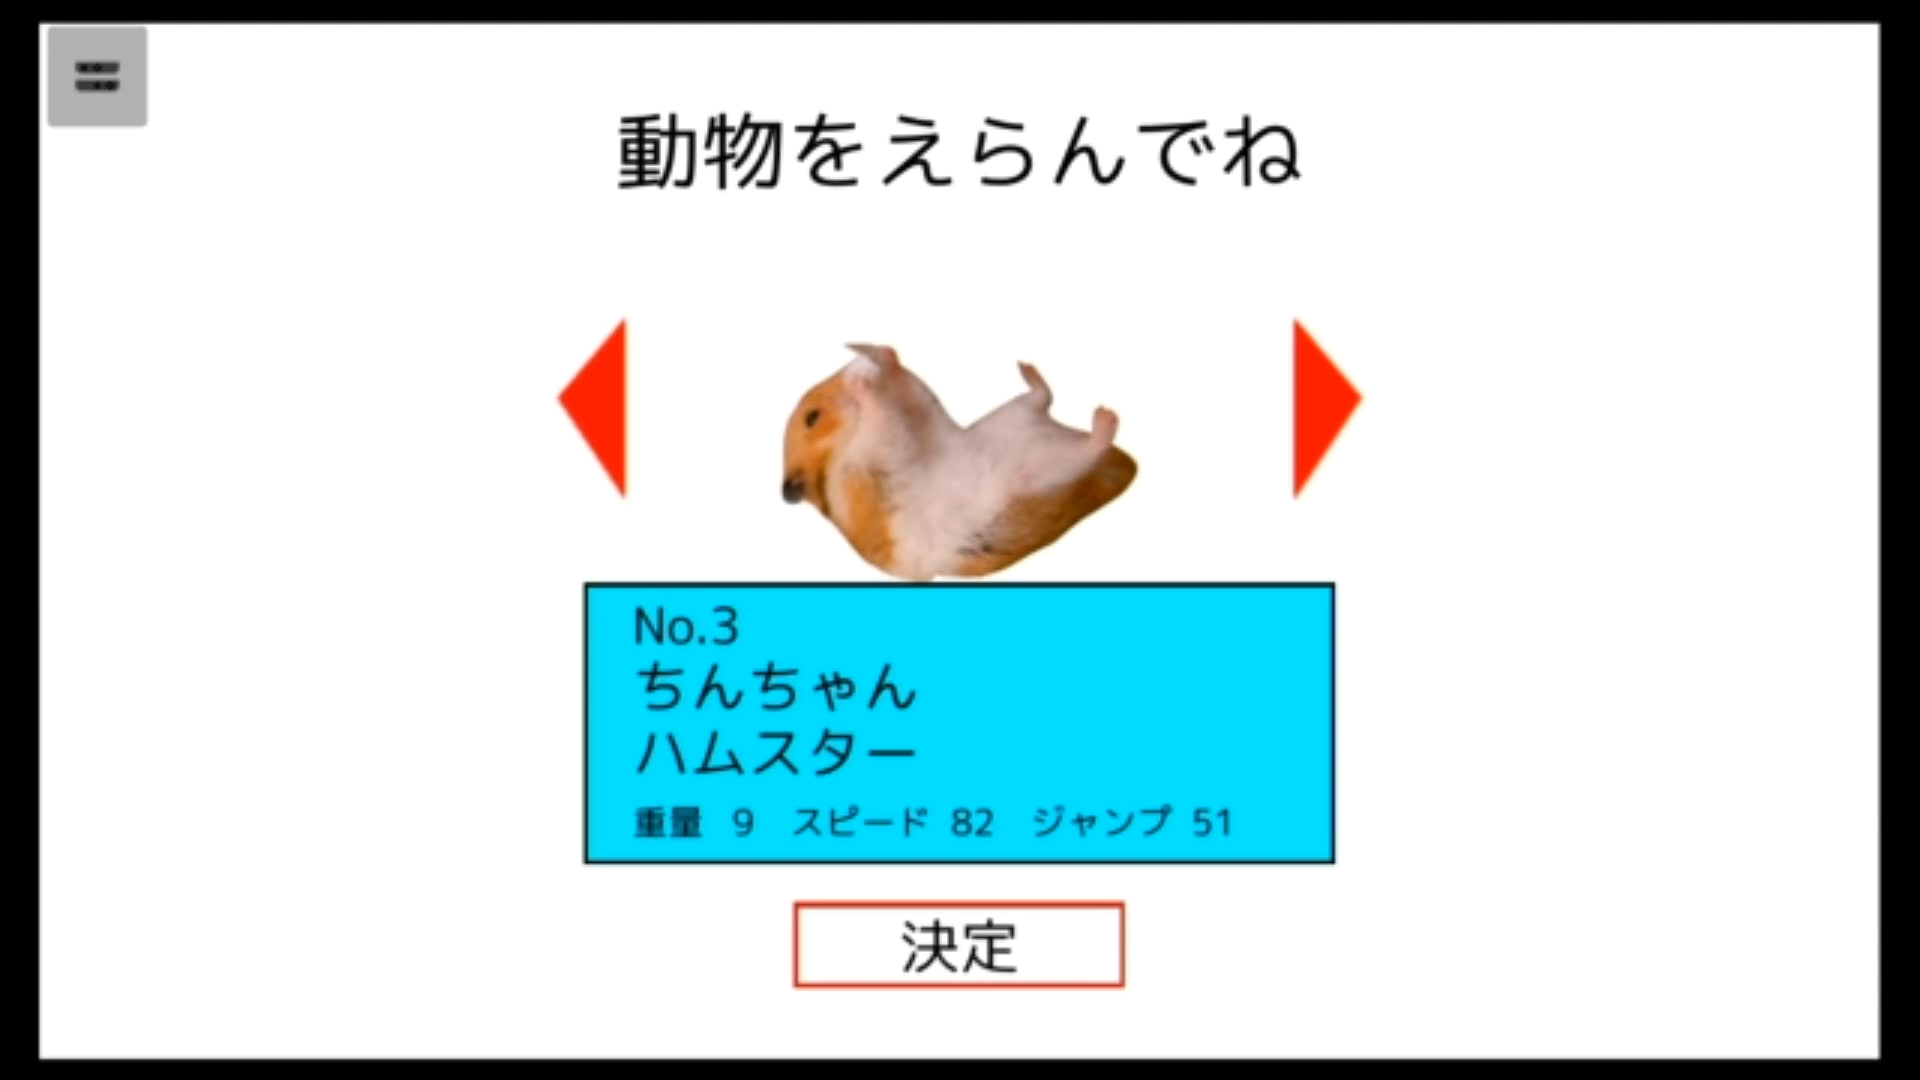 動物をえらんでね
No.3
ちんちゃん
ハムスター
重量 9 スピード 82 ジャンプ 51
決定